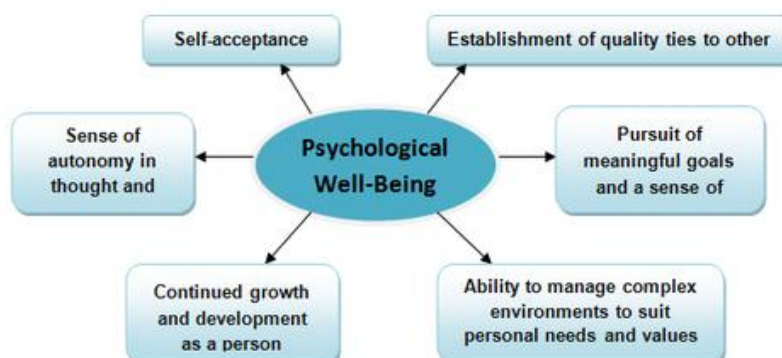 Self-acceptance
Establishment of quality ties to other
Sense of
autonomy in
thought and
Psychological
Well-Being
Pursuit of
meaningful goals
and a sense of
Continued growth
and development
as a person
Ability to manage complex
environments to suit
personal needs and values